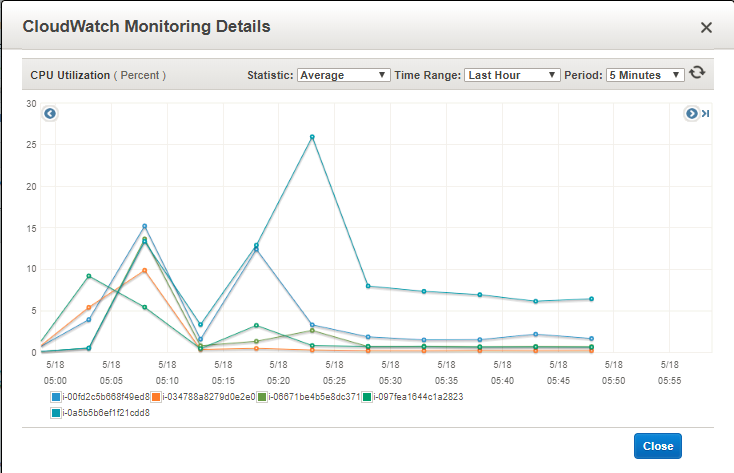 CloudWatch Monitoring Details
CPU Utilization ( Percent ) Statistic: Average Time Range: Last Hour Period: 5 Minutes
30
25
20
15
10
5
0
5/18 5/18 5/18 5/18 5/18 5/18 5/18 5/18 5/18 5/18 5/18 5/18
05:00 05:05 05:10 05:15 05:20 05:25 05:30 05:35 05:40 05:45 05:50 05:55
i-00fd2c5b668f49ed8 i-034788a8279d0e2e0 i-06671be4b5e8dc371 i-097fea1644c1a2823
i-0a5b5b6ef1f21cdd8
Close